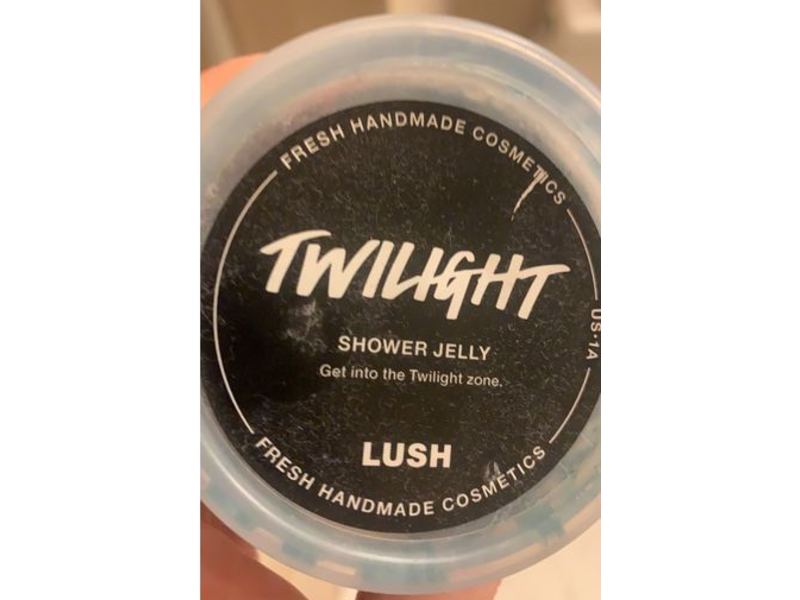 FRESH HANDMADE COSMETICS
TWILIGHT
SHOWER JELLY
Get into the Twilight zone.
US·1A
LUSH
FRESH HANDMADE COSMETICS